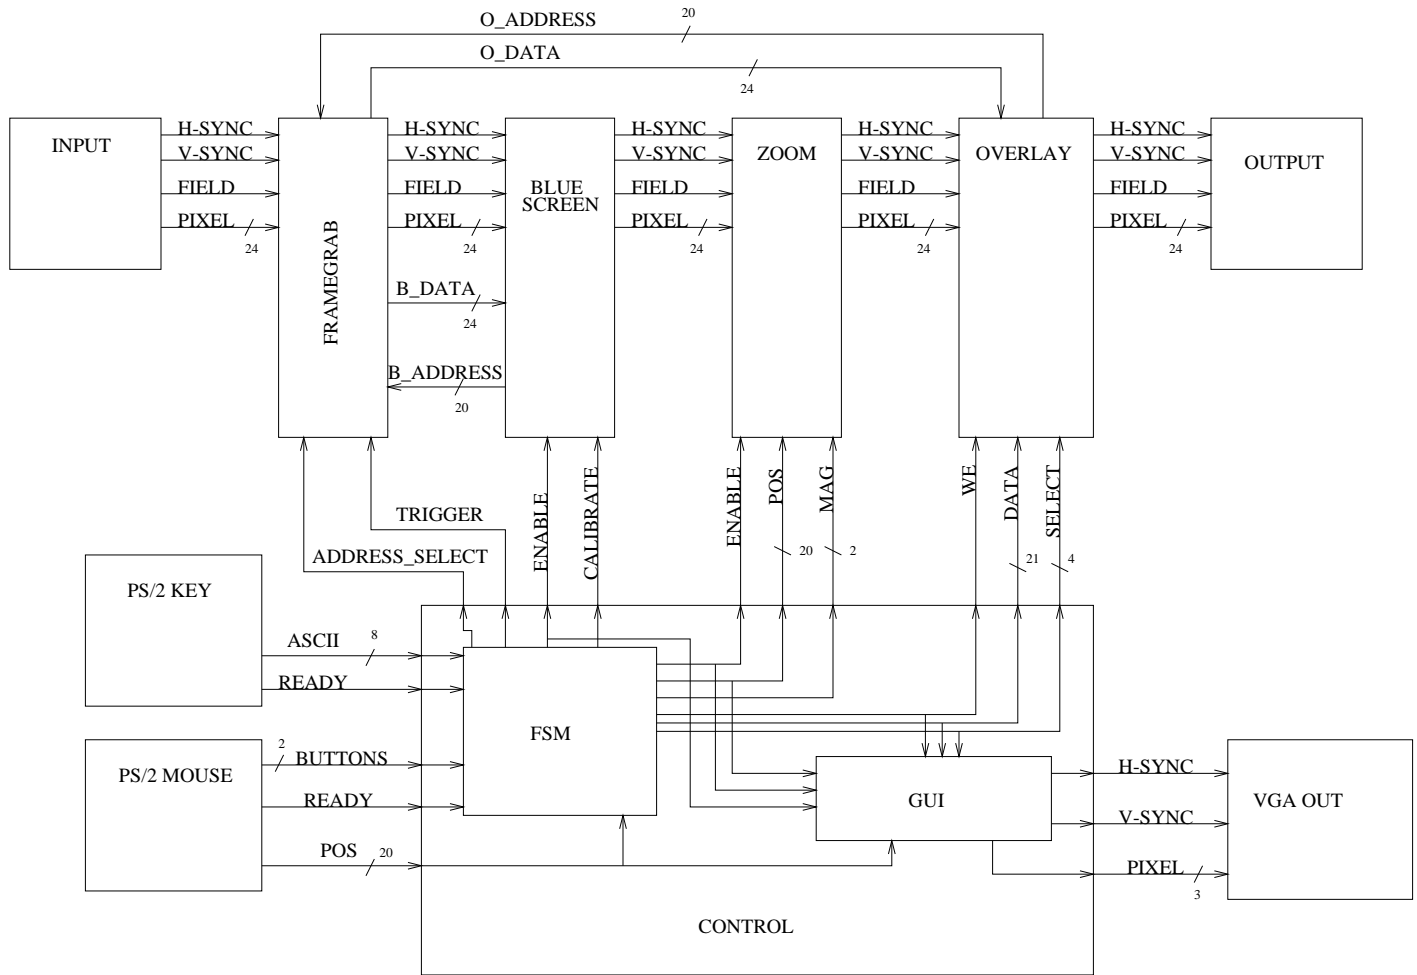 O_ADDRESS
20
O_DATA
24
INPUT
H-SYNC
V-SYNC
FIELD
PIXEL
24
FRAMEGRAB
H-SYNC
V-SYNC
FIELD
PIXEL
24
B_DATA
24
B_ADDRESS
20
BLUE
SCREEN
H-SYNC
V-SYNC
FIELD
PIXEL
24
ZOOM
H-SYNC
V-SYNC
FIELD
PIXEL
24
OVERLAY
H-SYNC
V-SYNC
FIELD
PIXEL
24
OUTPUT
TRIGGER
ADDRESS_SELECT
ENABLE
CALIBRATE
ENABLE
POS
20
MAG
2
WE
DATA
21
SELECT
4
PS/2 KEY
ASCII
8
READY
PS/2 MOUSE
2
BUTTONS
READY
POS
20
FSM
GUI
CONTROL
H-SYNC
V-SYNC
PIXEL
3
VGA OUT